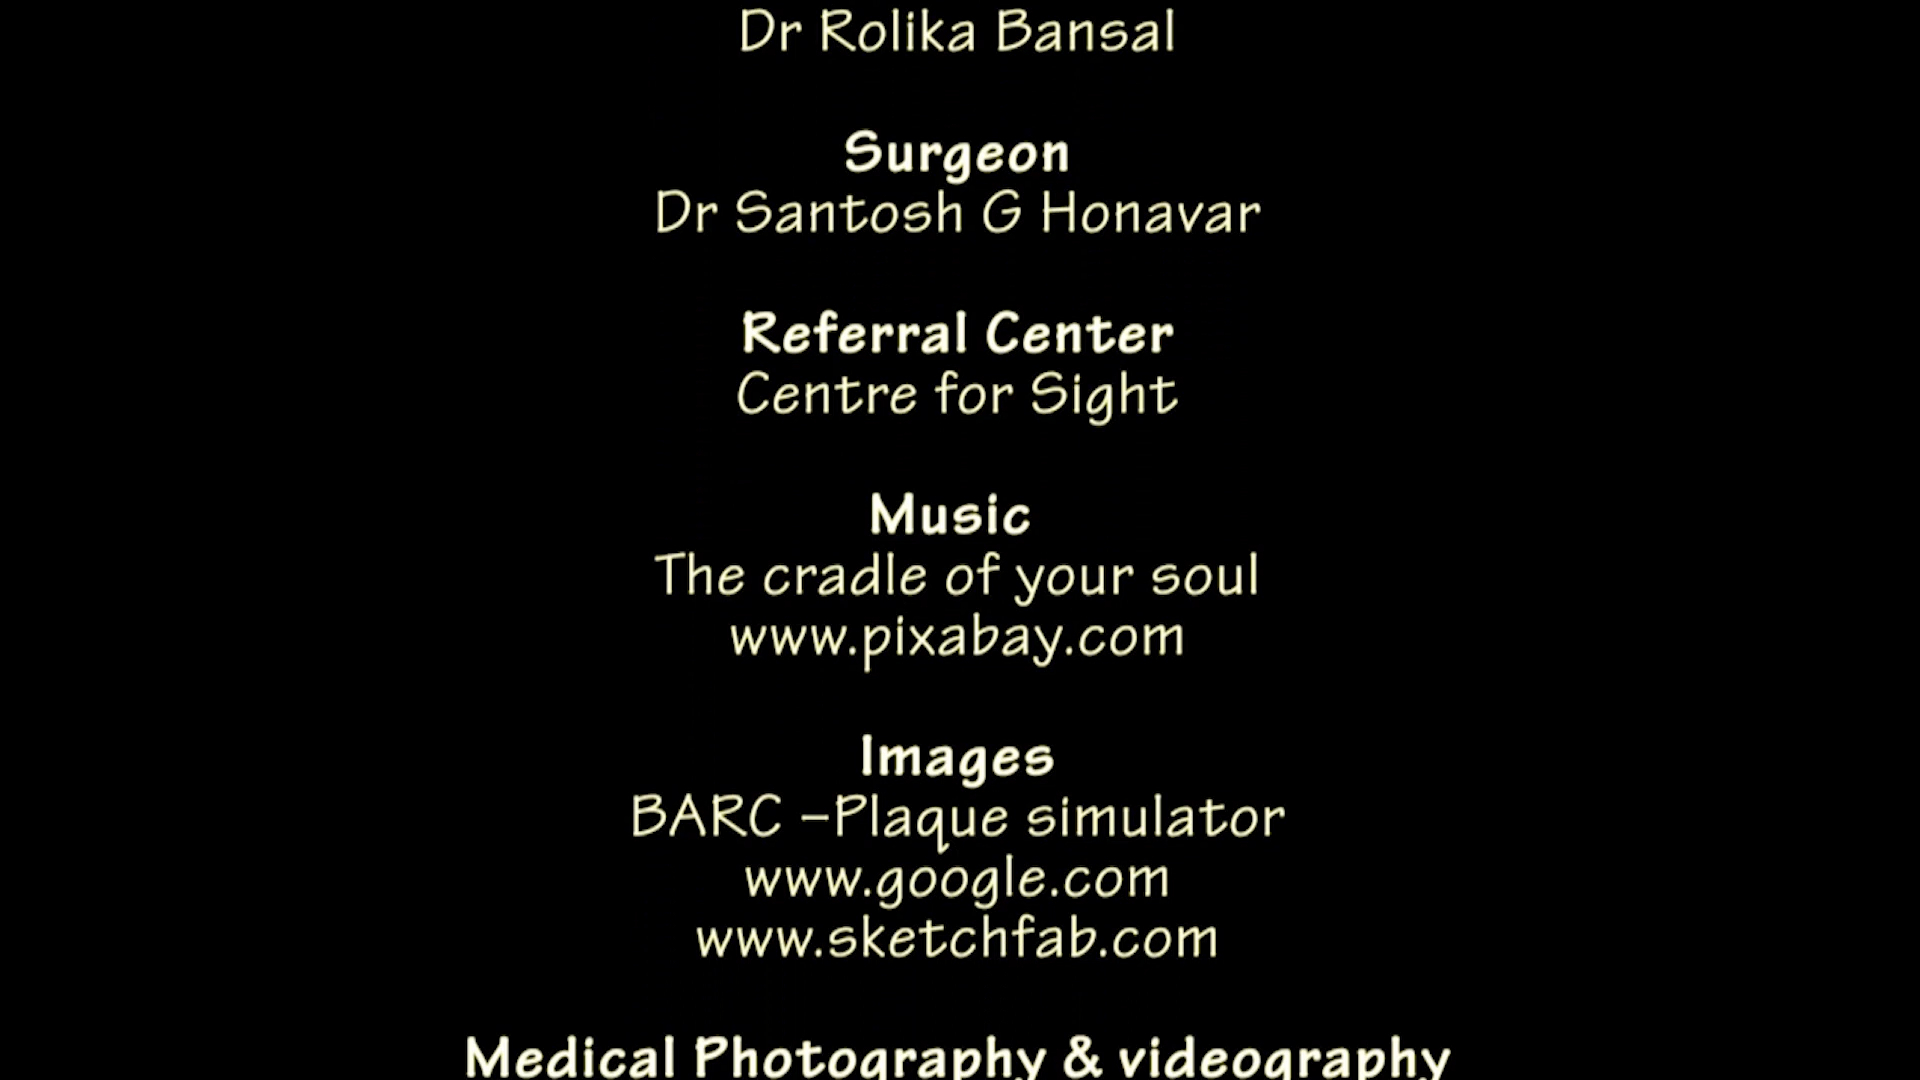 Dr Rolika Bansal
Surgeon
Dr Santosh G Honavar
Referral Center
Centre for Sight
Music
The cradle of your soul
www.pixabay.com
Images
BARC –Plaque simulator
www.google.com
www.sketchfab.com
Medical Photography & videography